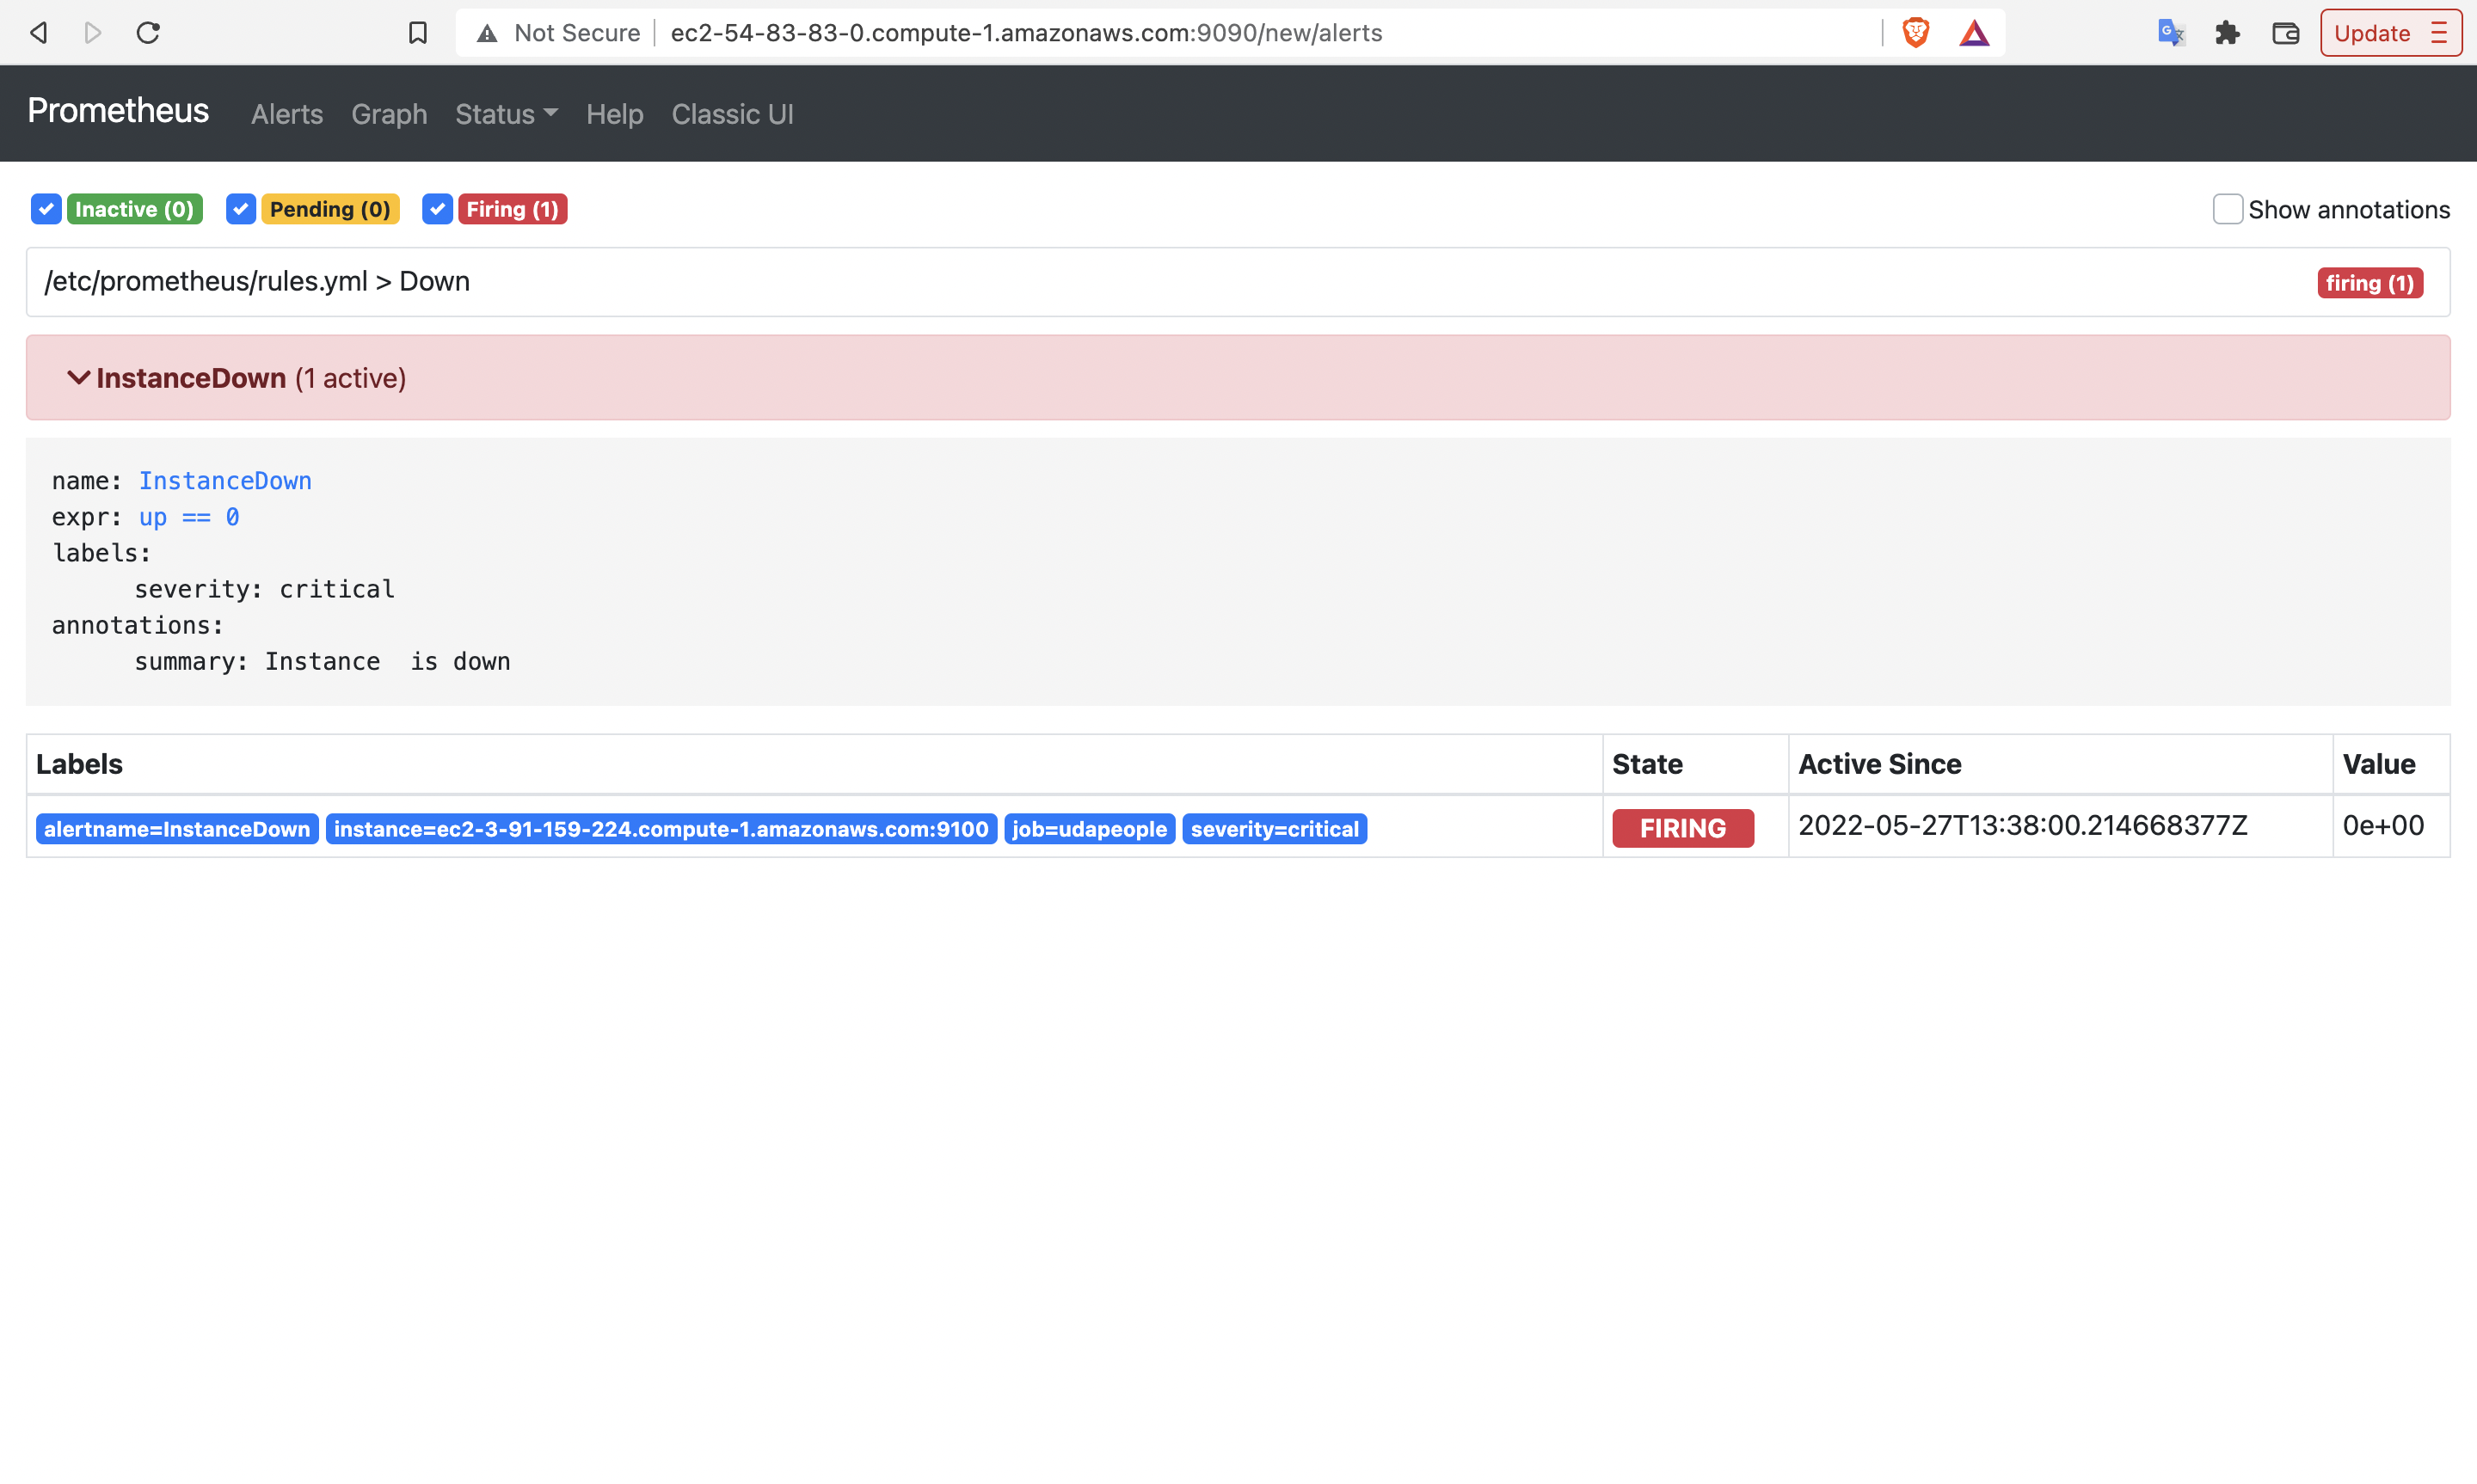 Not Secure ec2-54-83-83-0.compute-1.amazonaws.com:9090/new/alerts Update
Prometheus Alerts Graph Status Help Classic UI
Inactive (0) Pending (0) Firing (1) Show annotations
/etc/prometheus/rules.yml > Down firing (1)
InstanceDown (1 active)
name: InstanceDown
expr: up == 0
labels:
severity: critical
annotations:
summary: Instance  is down
Labels State Active Since Value
alertname=InstanceDown instance=ec2-3-91-159-224.compute-1.amazonaws.com:9100 job=udapeople severity=critical FIRING 2022-05-27T13:38:00.214668377Z 0e+00